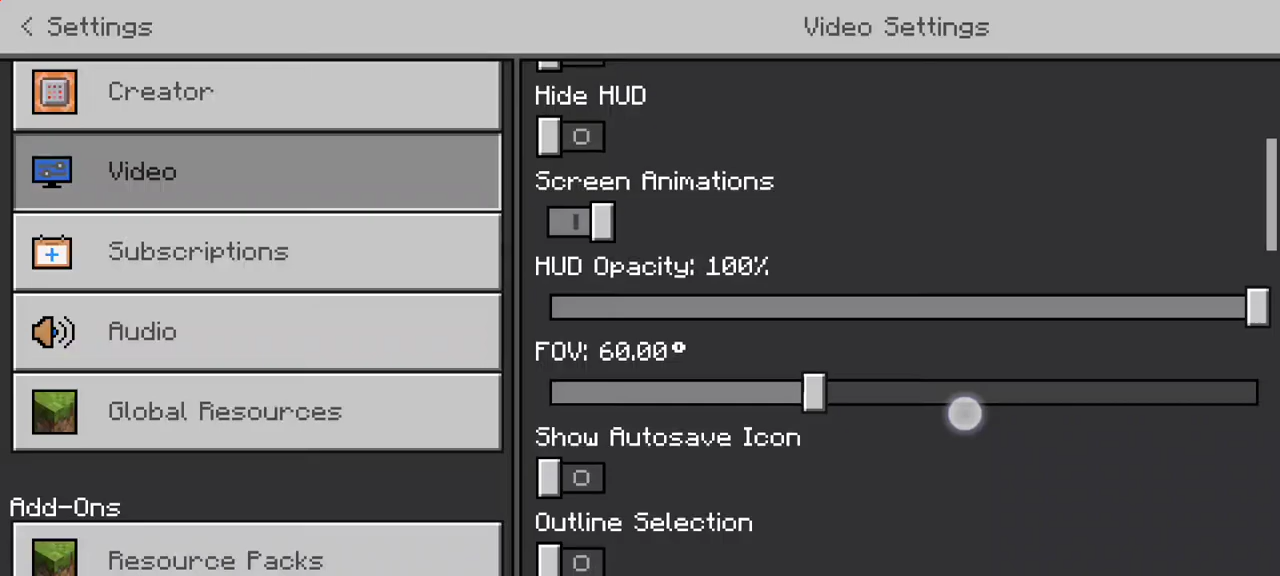 Settings
Video Settings
Creator
Video
Subscriptions
Audio
Global Resources
Add-Ons
Resource Packs
Hide HUD
Screen Animations
HUD Opacity: 100%
FOV: 60.00°
Show Autosave Icon
Outline Selection